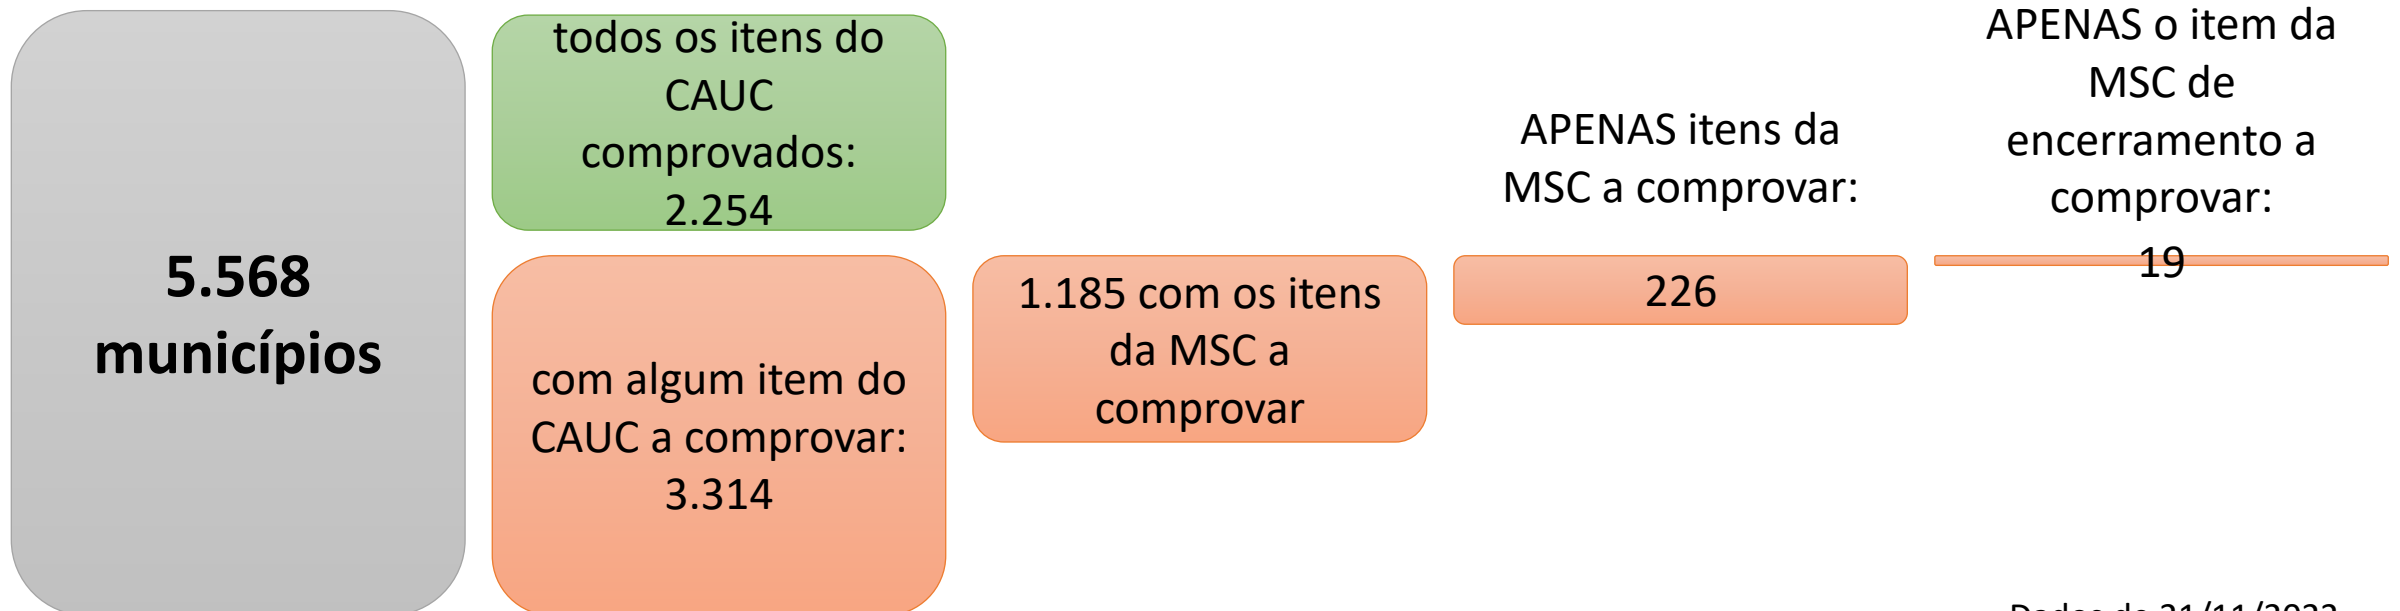 5.568
municípios
todos os itens do
CAUC
comprovados:
2.254
com algum item do
CAUC a comprovar:
3.314
1.185 com os itens
da MSC a
comprovar
APENAS itens da
MSC a comprovar:
226
APENAS o item da
MSC de
encerramento a
comprovar:
19